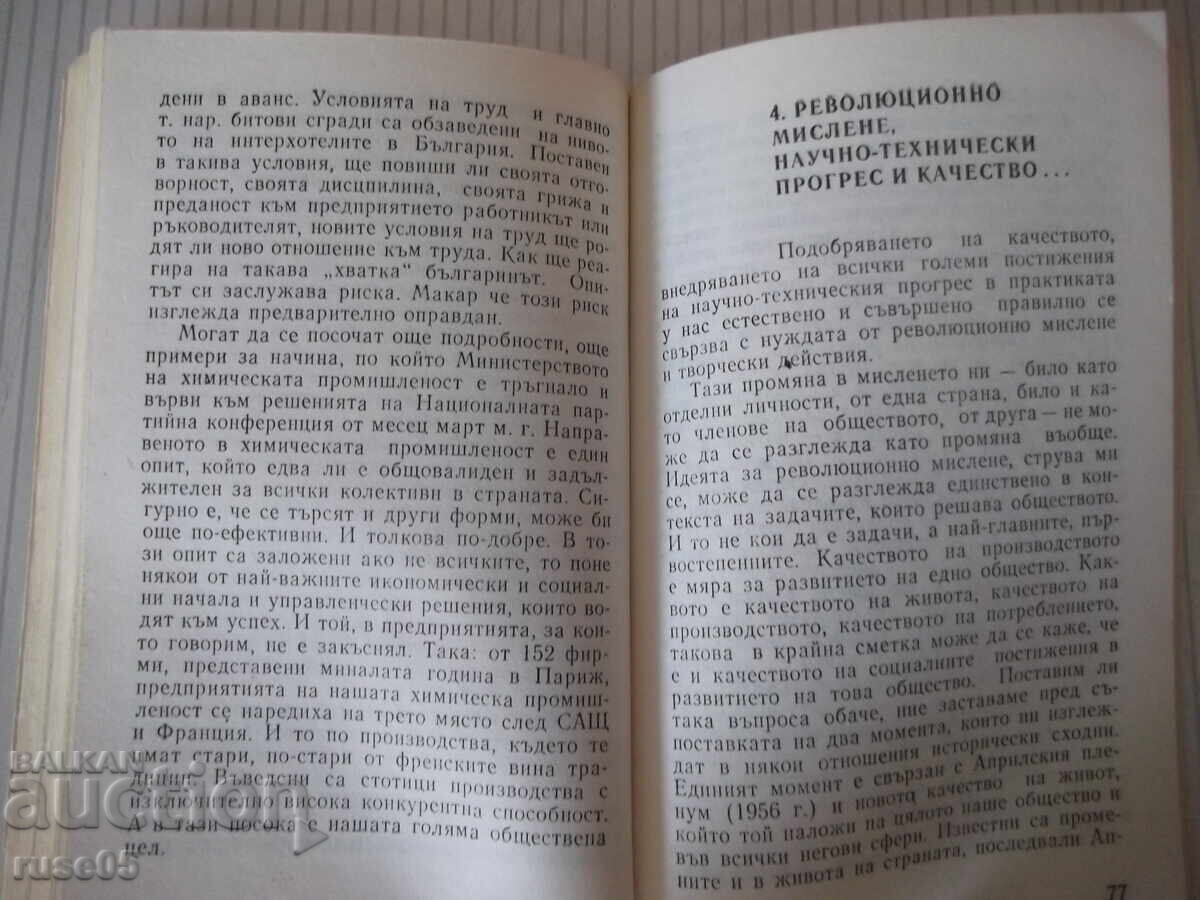 дени в аванс. Условията на труд и главно
т. нар. битови сгради са обзаведени на ниво-
то на интерхотелите в България. Поставен
в такива условия, ще повиши ли своята отго-
ворност, своята дисциплина, своята грижа и
преданост към предприятието работникът или
ръководителят, новите условия на труд ще ро-
дят ли ново отношение към труда. Как ще реа-
гира на такава „хватка“ българинът. Опи-
тът си заслужава риска. Макар че този риск
изглежда предварително оправдан.
Могат да се посочат още подробности, още
примери за начина, по който Министерството
на химическата промишленост е тръгнало и
върви към решенията на Националната пар-
тийна конференция от месец март м. г. Напра-
веното в химическата промишленост е един
опит, който едва ли е общовалиден и задъл-
жителен за всички колективи в страната. Си-
гурно е, че се търсят и други форми, може би
още по-ефективни. И толкова по-добре. В то-
зи опит са заложени ако не всичките, то поне
някои от най-важните икономически и социал-
ни начала и управленчески решения, които во-
дят към успех. И той, в предприятията, за кои-
то говорим, не е закъснял. Така: от 152 фир-
ми, представени миналата година в Париж,
предприятията на нашата химическа промиш-
леност се наредиха на трето място след САЩ
и Франция. И то по производства, където те
имат стари, по-стари от френските вина тра-
диции. Въведени са стотици производства с
изключително висока конкурентна способност.
А в тази посока е нашата голяма обществена
цел.
4. РЕВОЛЮЦИОННО
МИСЛЕНЕ,
НАУЧНО-ТЕХНИЧЕСКИ
ПРОГРЕС И КАЧЕСТВО...
Подобряването на качеството,
внедряването на всички големи постижения
на научно-техническия прогрес в практиката
у нас естествено и съвършено правилно се
свързва с нуждата от революционно мислене
и творчески действия.
Тази промяна в мисленето ни — било като
отделни личности, от една страна, било и ка-
то членове на обществото, от друга — не мо-
же да се разглежда като промяна въобще.
Идеята за революционно мислене, струва ми
се, може да се разглежда единствено в кон-
текста на задачите, които решава обществото.
И то не кои да е задачи, а най-главните, пър-
востепенните. Качеството на производството
е мяра за развитието на едно общество. Как-
вото е качеството на живота, качеството на
производството, качеството на потреблението,
такова в крайна сметка може да се каже, че
е и качеството на социалните постижения в
развитието на това общество. Поставим ли
така въпроса обаче, ние заставаме пред съ-
поставката на два момента, които ни изглеж-
дат в някои отношения исторически сходни.
Единият момент е свързан с Априлския пле-
нум (1956 г.) и новото качество на живот,
който той наложи на цялото наше общество и
във всички негови сфери. Известни са проме-
ните и в живота на страната, последвали Ап-
77
BALKAN
auction
ruse05